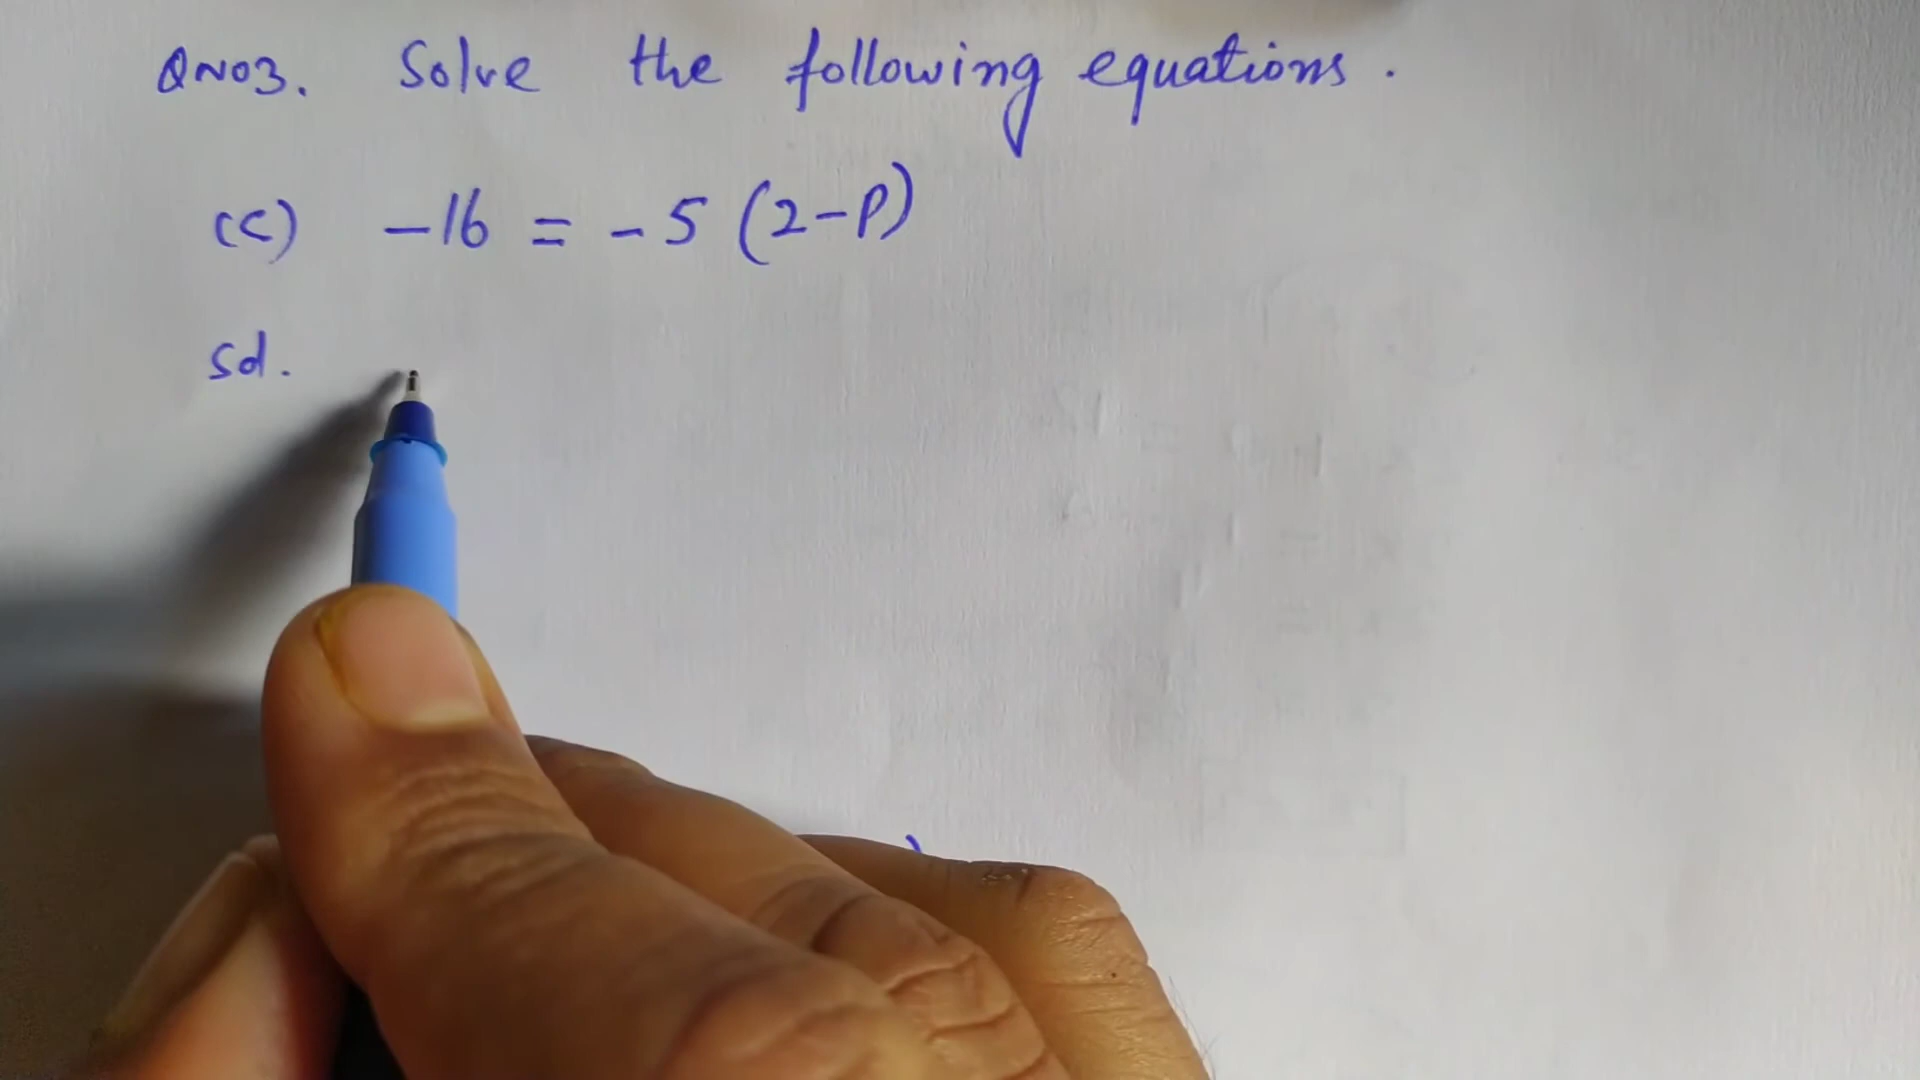 QNO3. Solve the following equations.
(c) -16 = -5 (2-P)
Sol.